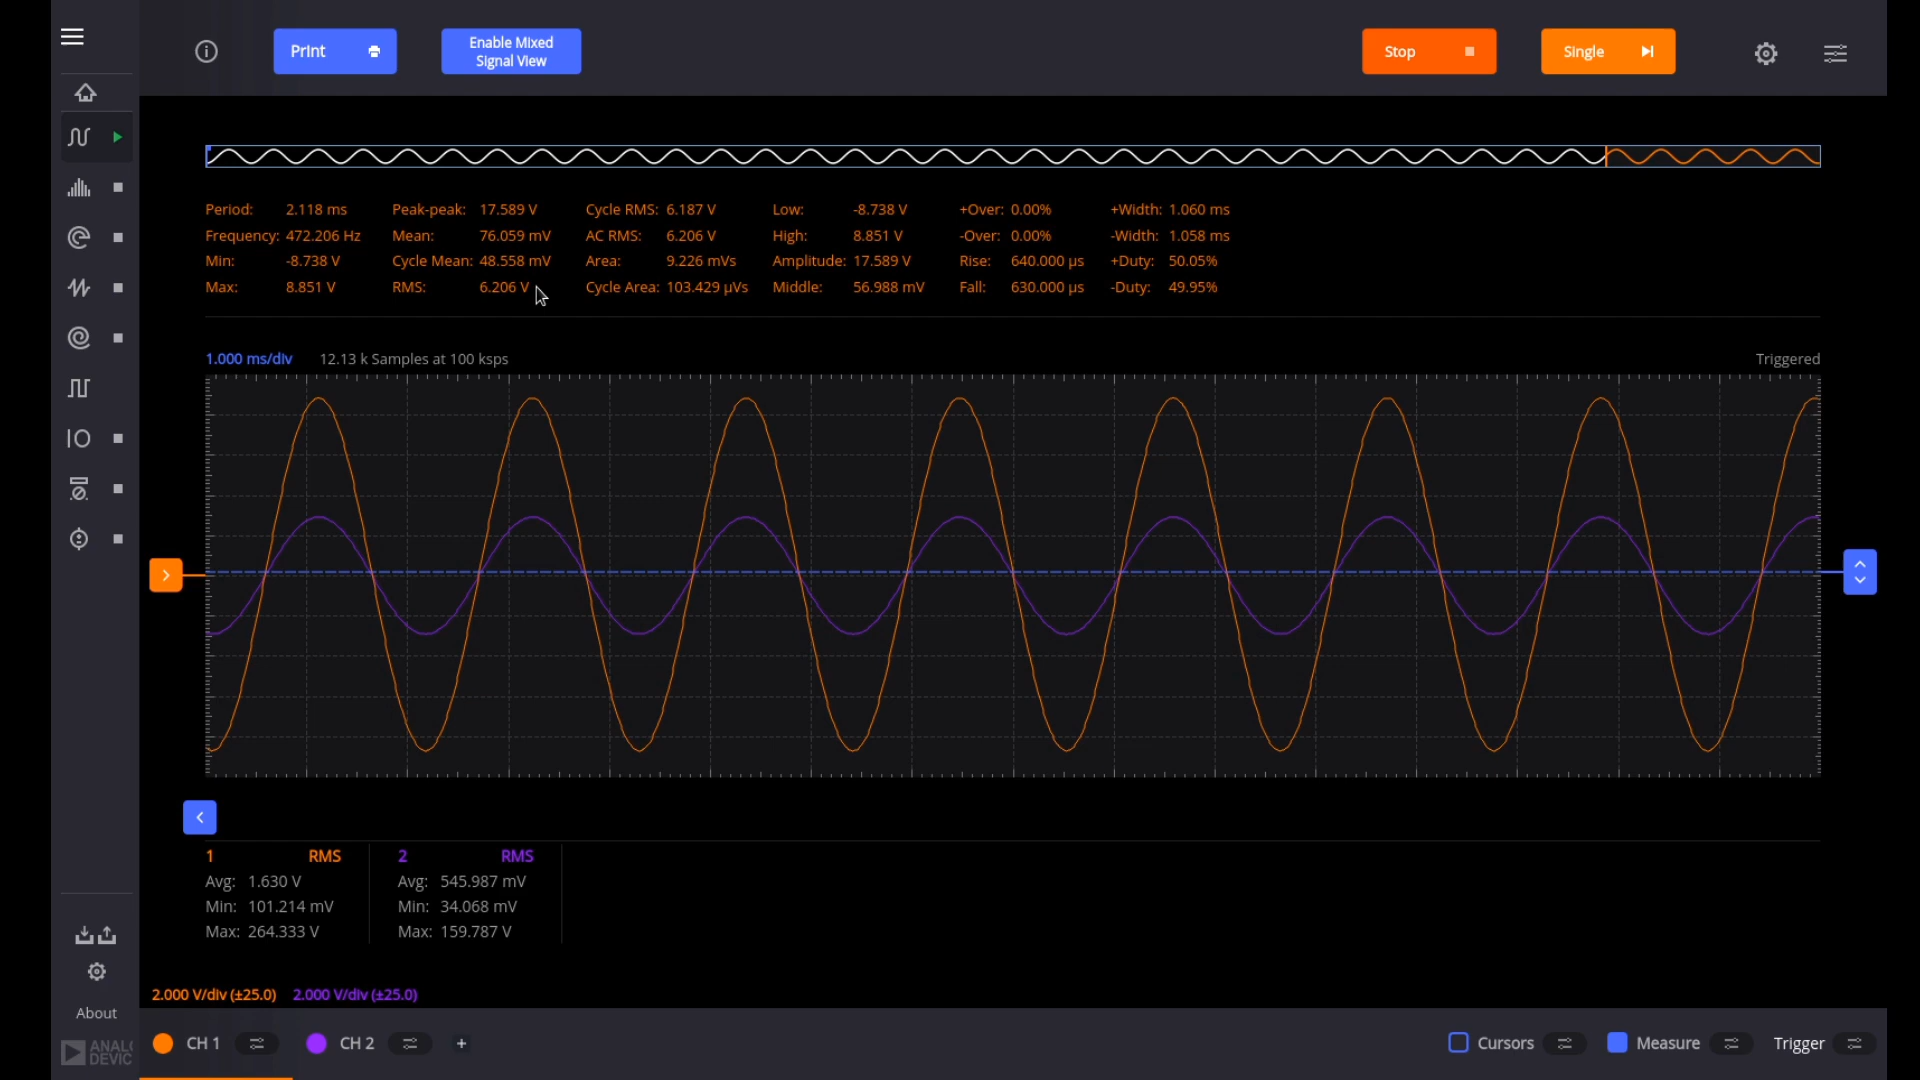 Print
Enable Mixed
Signal View
Stop
Single
Period: 2.118 ms Peak-peak: 17.589 V Cycle RMS: 6.187 V Low: -8.738 V +Over: 0.00% +Width: 1.060 ms
Frequency: 472.206 Hz Mean: 76.059 mV AC RMS: 6.206 V High: 8.851 V -Over: 0.00% -Width: 1.058 ms
Min: -8.738 V Cycle Mean: 48.558 mV Area: 9.226 mVs Amplitude: 17.589 V Rise: 640.000 µs +Duty: 50.05%
Max: 8.851 V RMS: 6.206 V Cycle Area: 103.429 µVs Middle: 56.988 mV Fall: 630.000 µs -Duty: 49.95%
1.000 ms/div 12.13 k Samples at 100 ksps Triggered
1 RMS 2 RMS
Avg: 1.630 V Avg: 545.987 mV
Min: 101.214 mV Min: 34.068 mV
Max: 264.333 V Max: 159.787 V
2.000 V/div (±25.0) 2.000 V/div (±25.0)
About
CH 1 CH 2 + Cursors Measure Trigger
ANAL
DEVIC